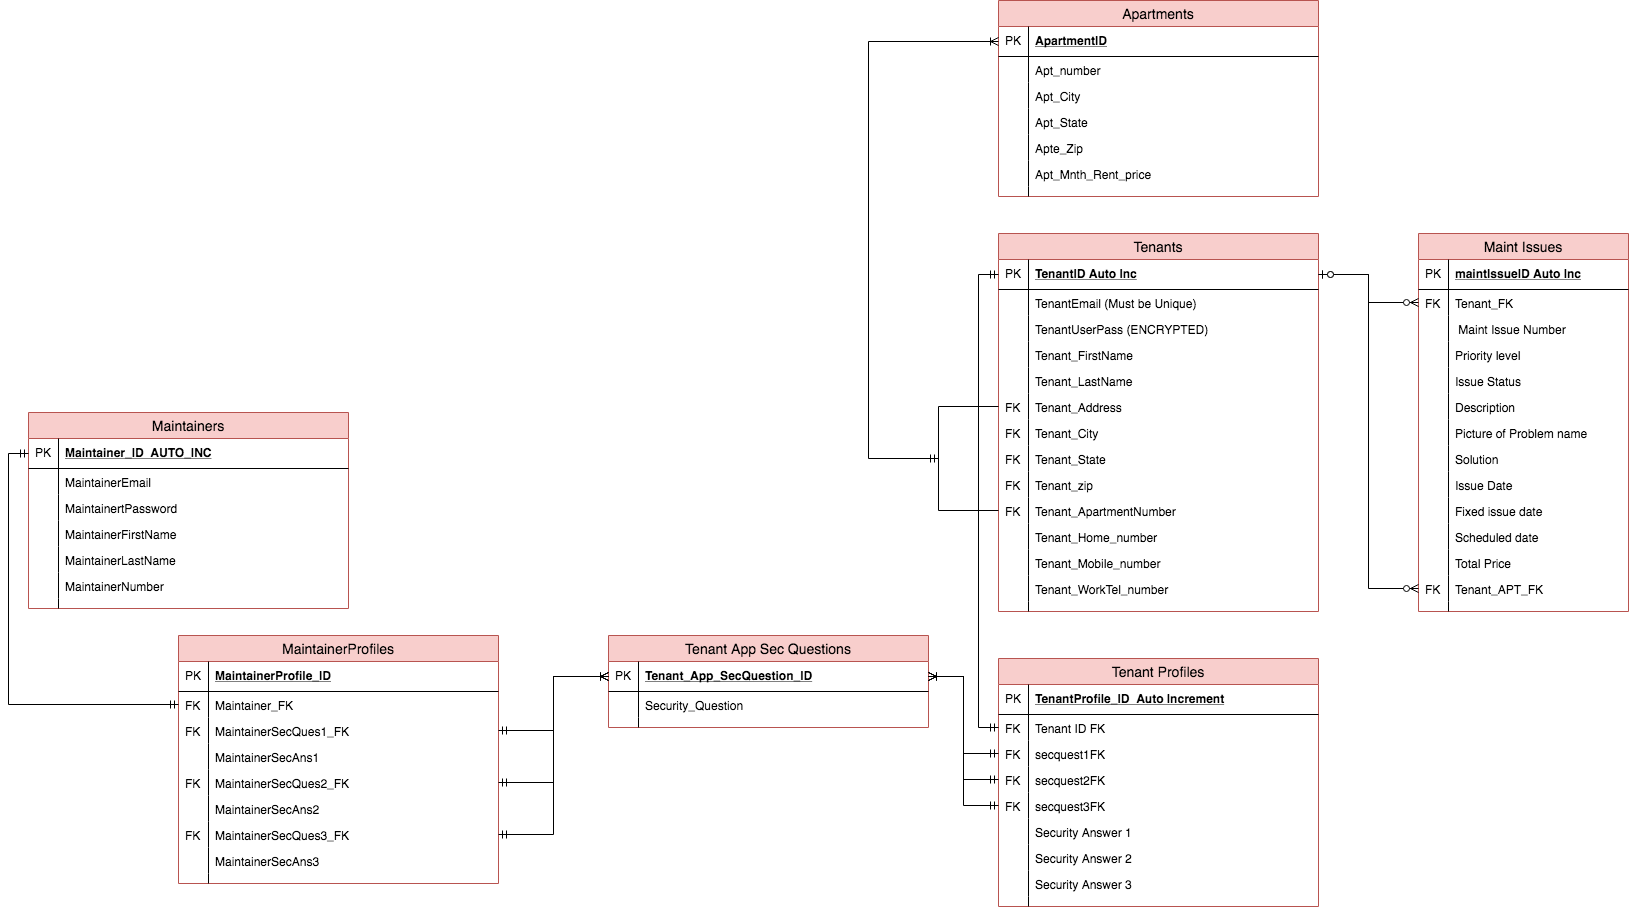 Apartments
PK ApartmentID
Apt_number
Apt_City
Apt_State
Apte_Zip
Apt_Mnth_Rent_price
Tenants
PK TenantID Auto Inc
TenantEmail (Must be Unique)
TenantUserPass (ENCRYPTED)
Tenant_FirstName
Tenant_LastName
FK Tenant_Address
FK Tenant_City
FK Tenant_State
FK Tenant_zip
FK Tenant_ApartmentNumber
Tenant_Home_number
Tenant_Mobile_number
Tenant_WorkTel_number
Maint Issues
PK maintIssueID Auto Inc
FK Tenant_FK
Maint Issue Number
Priority level
Issue Status
Description
Picture of Problem name
Solution
Issue Date
Fixed issue date
Scheduled date
Total Price
FK Tenant_APT_FK
Maintainers
PK Maintainer_ID_AUTO_INC
MaintainerEmail
MaintainertPassword
MaintainerFirstName
MaintainerLastName
MaintainerNumber
MaintainerProfiles
PK MaintainerProfile_ID
FK Maintainer_FK
FK MaintainerSecQues1_FK
MaintainerSecAns1
FK MaintainerSecQues2_FK
MaintainerSecAns2
FK MaintainerSecQues3_FK
MaintainerSecAns3
Tenant App Sec Questions
PK Tenant_App_SecQuestion_ID
Security_Question
Tenant Profiles
PK TenantProfile_ID_Auto Increment
FK Tenant ID FK
FK secquest1FK
FK secquest2FK
FK secquest3FK
Security Answer 1
Security Answer 2
Security Answer 3